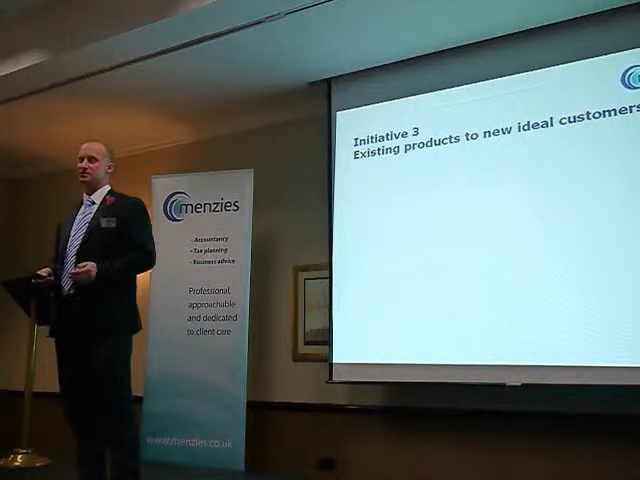 Initiative 3
Existing products to new ideal customers
menzies
- Accountancy
- Tax planning
- Business advice
Professional,
approachable
and dedicated
to client care
www.menzies.co.uk